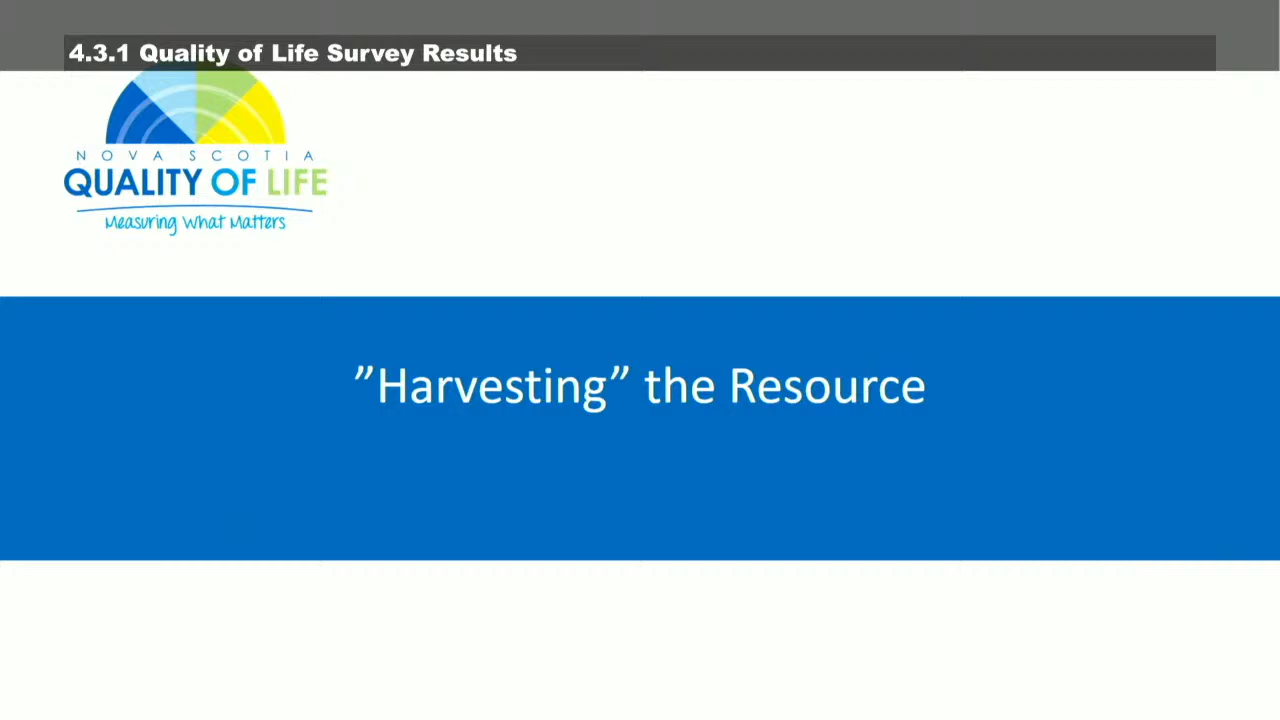 4.3.1 Quality of Life Survey Results
NOVA SCOTIA
QUALITY OF LIFE
Measuring What Matters
”Harvesting” the Resource